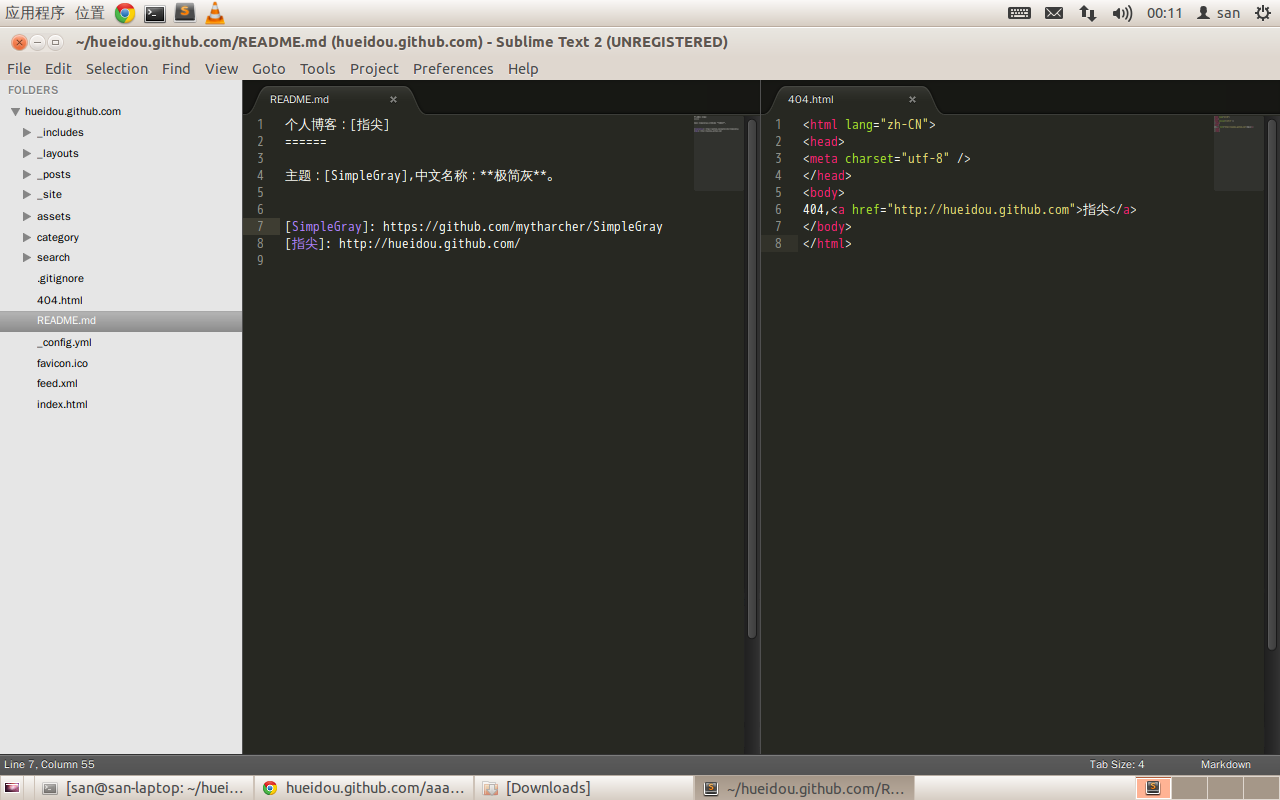 应用程序 位置 00:11 san
~/hueidou.github.com/README.md (hueidou.github.com) - Sublime Text 2 (UNREGISTERED)
File Edit Selection Find View Goto Tools Project Preferences Help
FOLDERS
hueidou.github.com
_includes
_layouts
_posts
_site
assets
category
search
.gitignore
404.html
README.md
_config.yml
favicon.ico
feed.xml
index.html
README.md
1 个人博客：[指尖]
2 ======
3
4 主题：[SimpleGray],中文名称：**极简灰**。
5
6
7 [SimpleGray]: https://github.com/mytharcher/SimpleGray
8 [指尖]: http://hueidou.github.com/
9
404.html
1 <html lang="zh-CN">
2 <head>
3 <meta charset="utf-8" />
4 </head>
5 <body>
6 404,<a href="http://hueidou.github.com">指尖</a>
7 </body>
8 </html>
Line 7, Column 55 Tab Size: 4 Markdown
[san@san-laptop: ~/huei... hueidou.github.com/aaa... [Downloads] ~/hueidou.github.com/R...